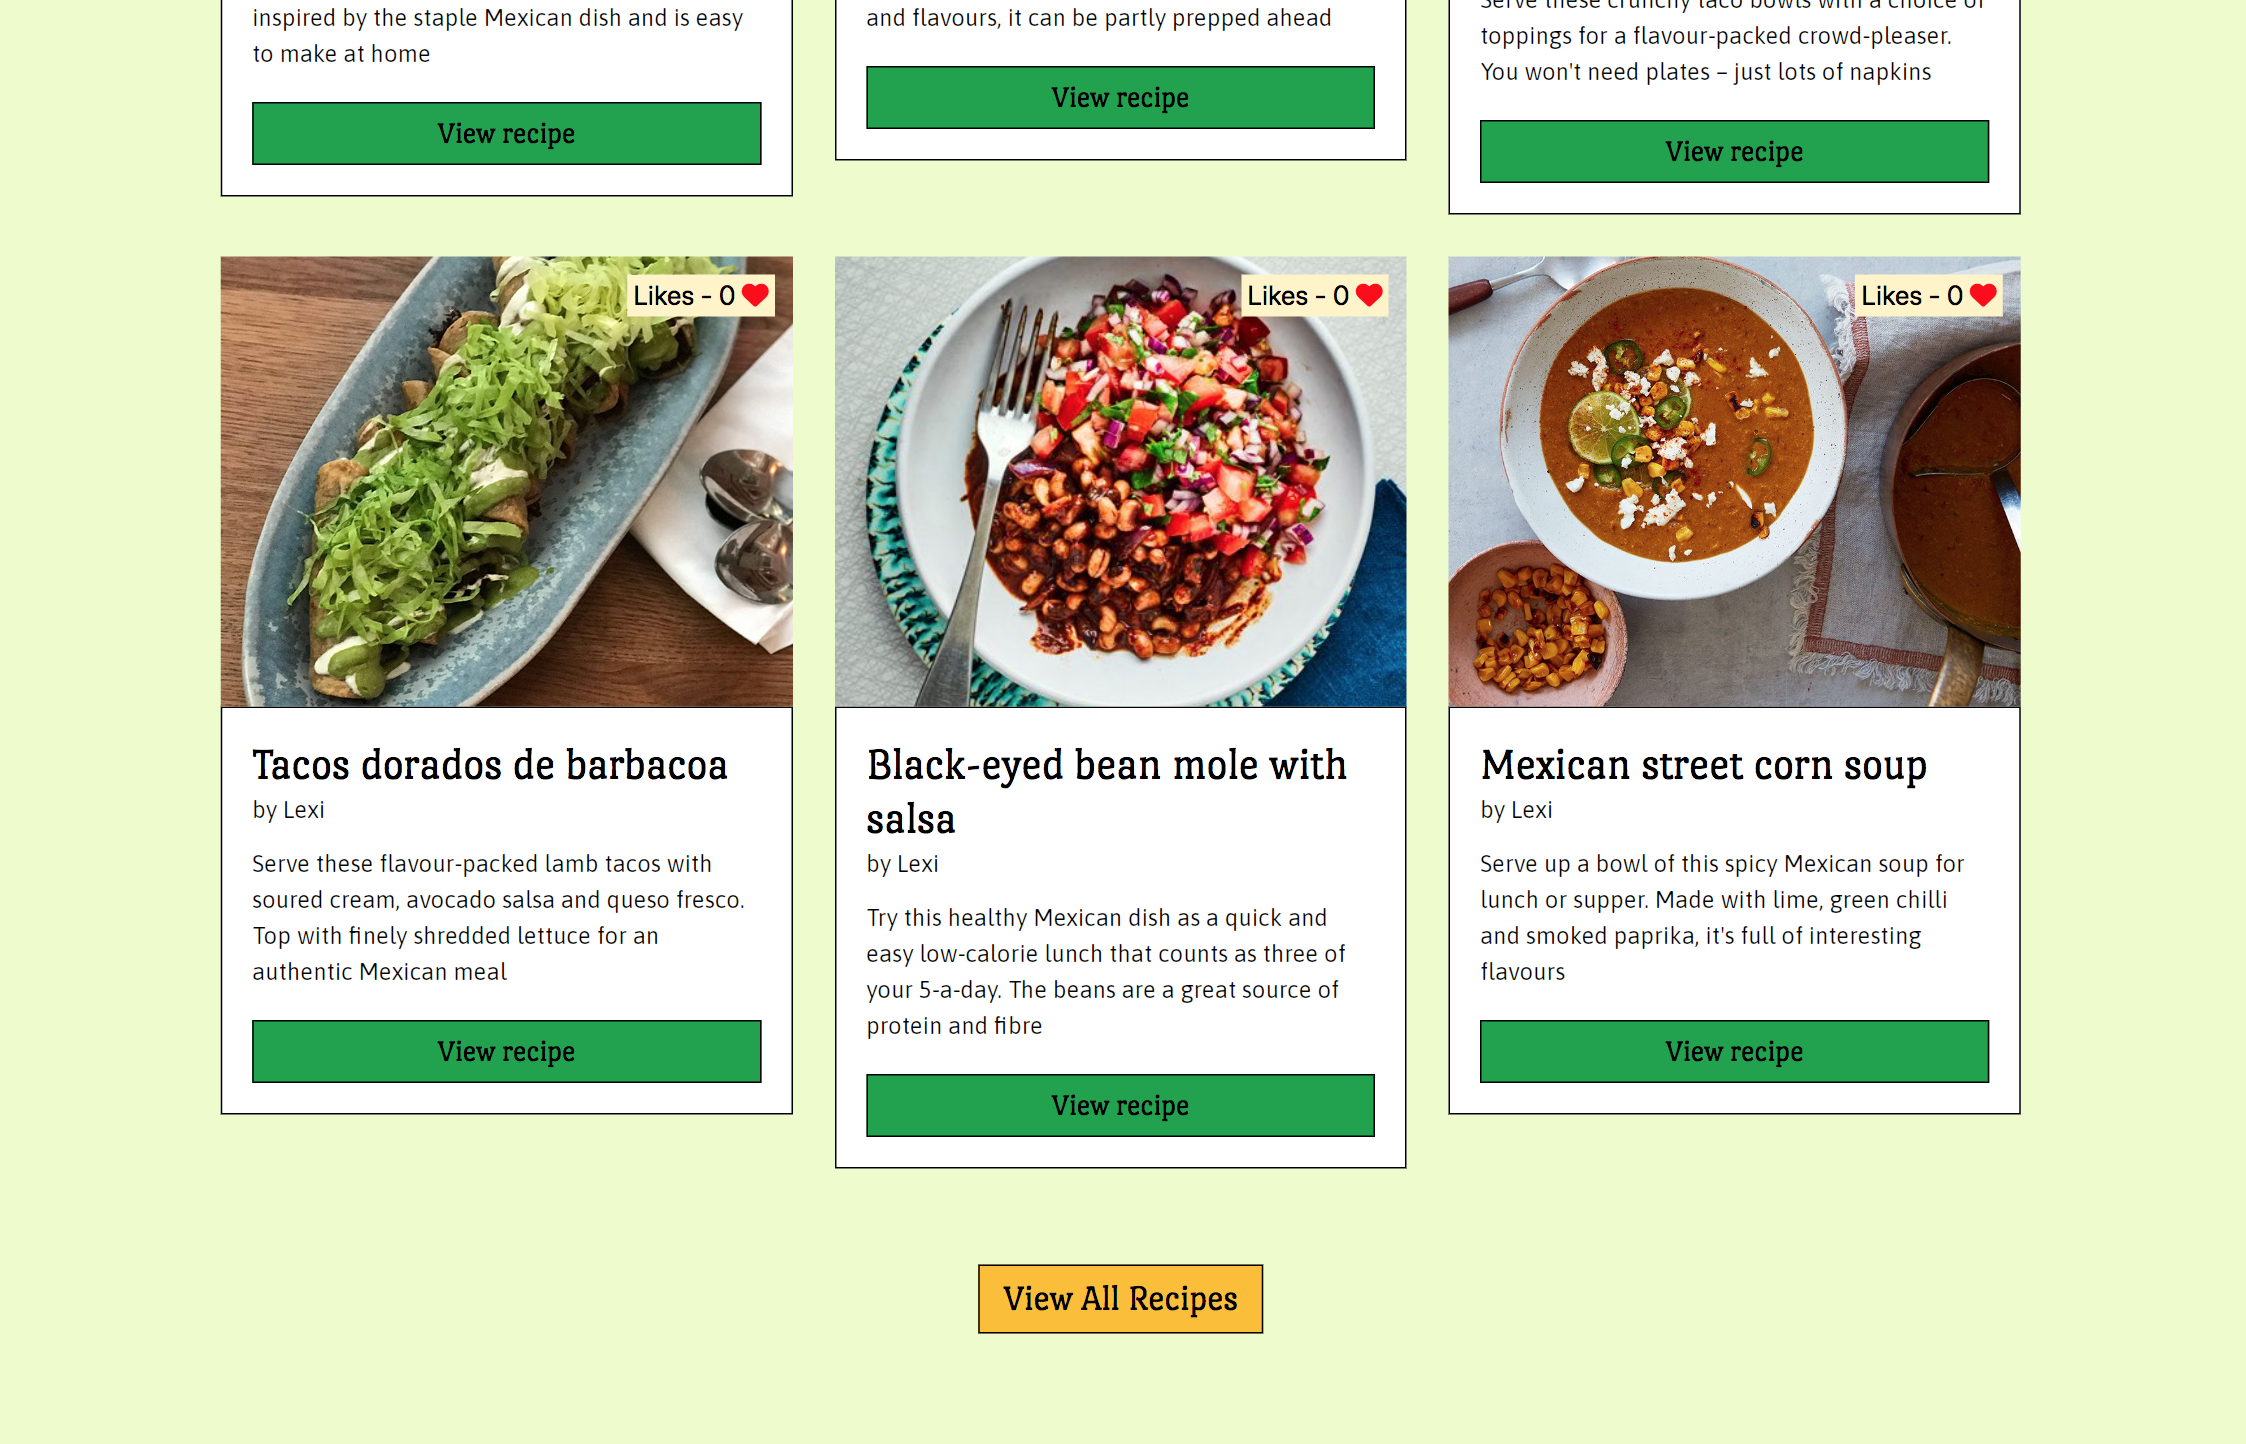 inspired by the staple Mexican dish and is easy
to make at home
View recipe
and flavours, it can be partly prepped ahead
View recipe
Serve these crunchy taco bowls with a choice of
toppings for a flavour-packed crowd-pleaser.
You won't need plates – just lots of napkins
View recipe
Likes - 0
Tacos dorados de barbacoa
by Lexi
Serve these flavour-packed lamb tacos with
soured cream, avocado salsa and queso fresco.
Top with finely shredded lettuce for an
authentic Mexican meal
View recipe
Likes - 0
Black-eyed bean mole with
salsa
by Lexi
Try this healthy Mexican dish as a quick and
easy low-calorie lunch that counts as three of
your 5-a-day. The beans are a great source of
protein and fibre
View recipe
Likes - 0
Mexican street corn soup
by Lexi
Serve up a bowl of this spicy Mexican soup for
lunch or supper. Made with lime, green chilli
and smoked paprika, it's full of interesting
flavours
View recipe
View All Recipes